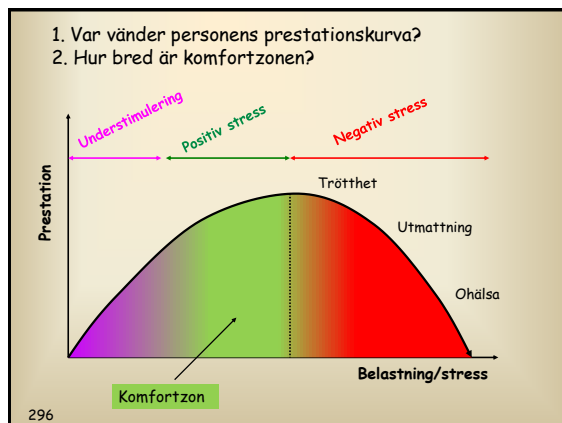 1. Var vänder personens prestationskurva?
2. Hur bred är komfortzonen?
Understimulering
Positiv stress
Negativ stress
Prestation
Trötthet
Utmattning
Ohälsa
Belastning/stress
Komfortzon
296